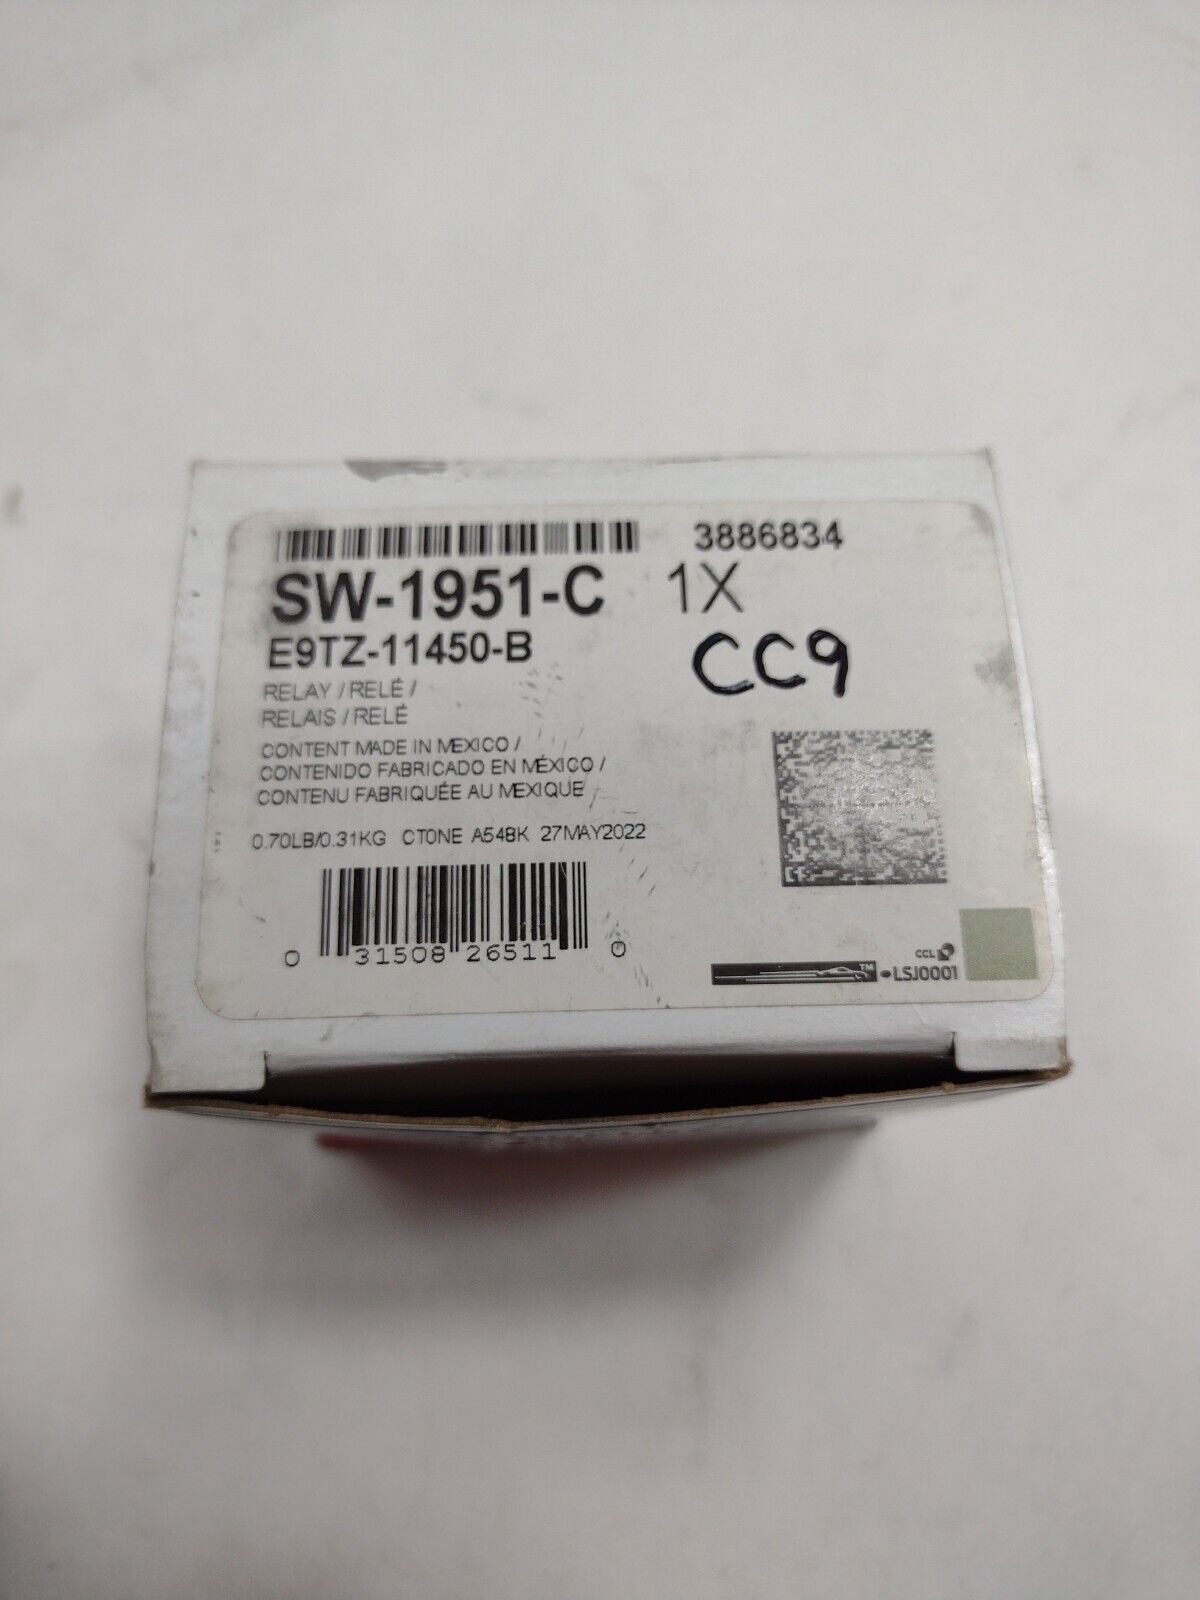 3886834
SW-1951-C 1X
E9TZ-11450-B
CC9
RELAY / RELÉ /
RELAIS / RELÉ
CONTENT MADE IN MEXICO /
CONTENIDO FABRICADO EN MÉXICO /
CONTENU FABRIQUÉE AU MEXIQUE
0.70LB/0.31KG CT0NE A548K 27MAY2022
0 31508 26511 0
CCL
TM
LSJ0001